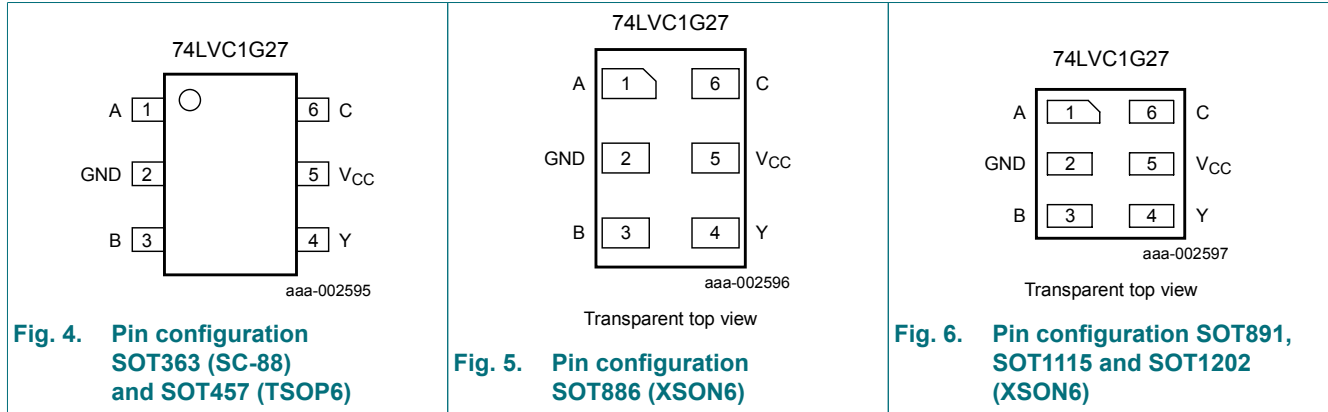 74LVC1G27
A 1 6 C
GND 2 5 VCC
B 3 4 Y
aaa-002595
Fig. 4. Pin configuration
SOT363 (SC-88)
and SOT457 (TSOP6)
74LVC1G27
A 1 6 C
GND 2 5 VCC
B 3 4 Y
aaa-002596
Transparent top view
Fig. 5. Pin configuration
SOT886 (XSON6)
74LVC1G27
A 1 6 C
GND 2 5 VCC
B 3 4 Y
aaa-002597
Transparent top view
Fig. 6. Pin configuration SOT891,
SOT1115 and SOT1202
(XSON6)